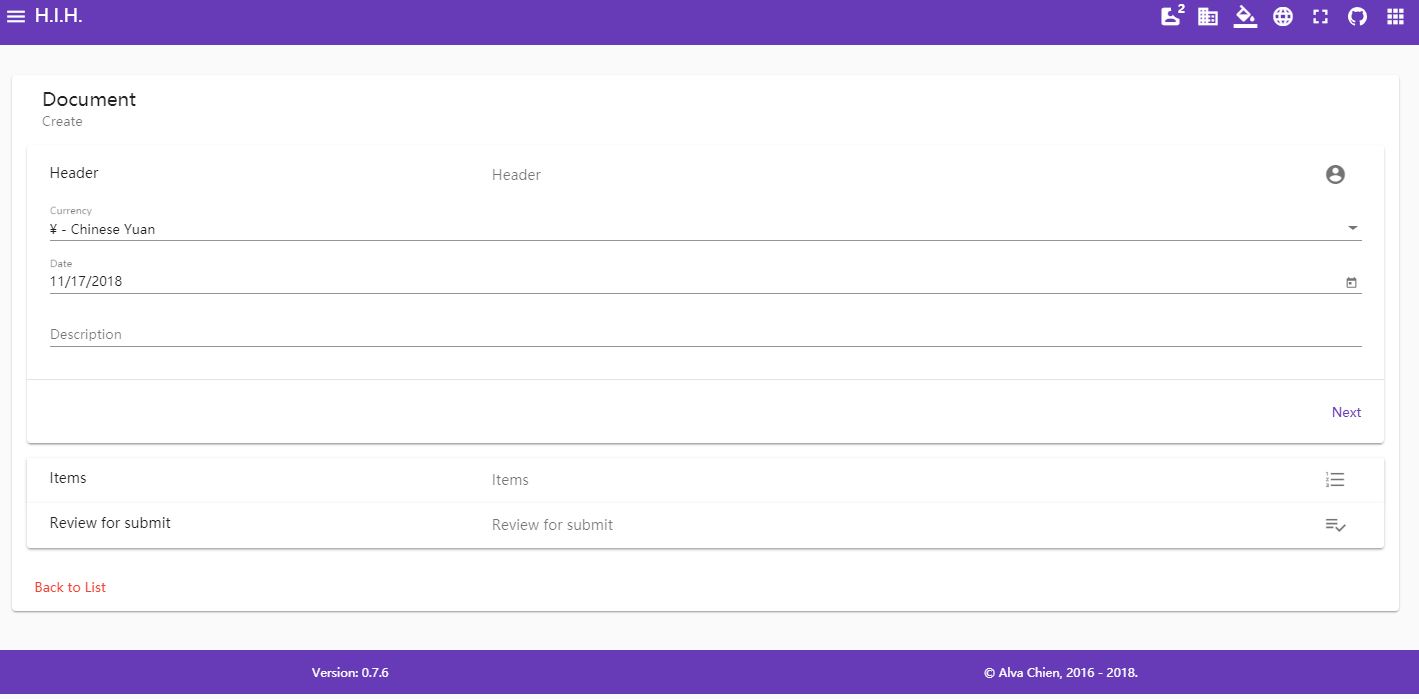 H.I.H.
2
Document
Create
Header Header
Currency
¥ - Chinese Yuan
Date
11/17/2018
Description
Next
Items Items
Review for submit Review for submit
Back to List
Version: 0.7.6 © Alva Chien, 2016 - 2018.